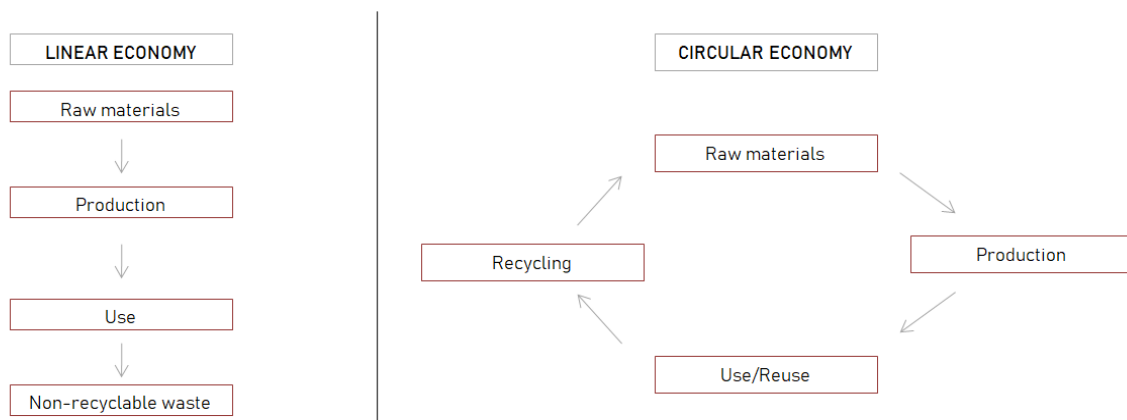 LINEAR ECONOMY
Raw materials
Production
Use
Non-recyclable waste
CIRCULAR ECONOMY
Raw materials
Production
Use/Reuse
Recycling